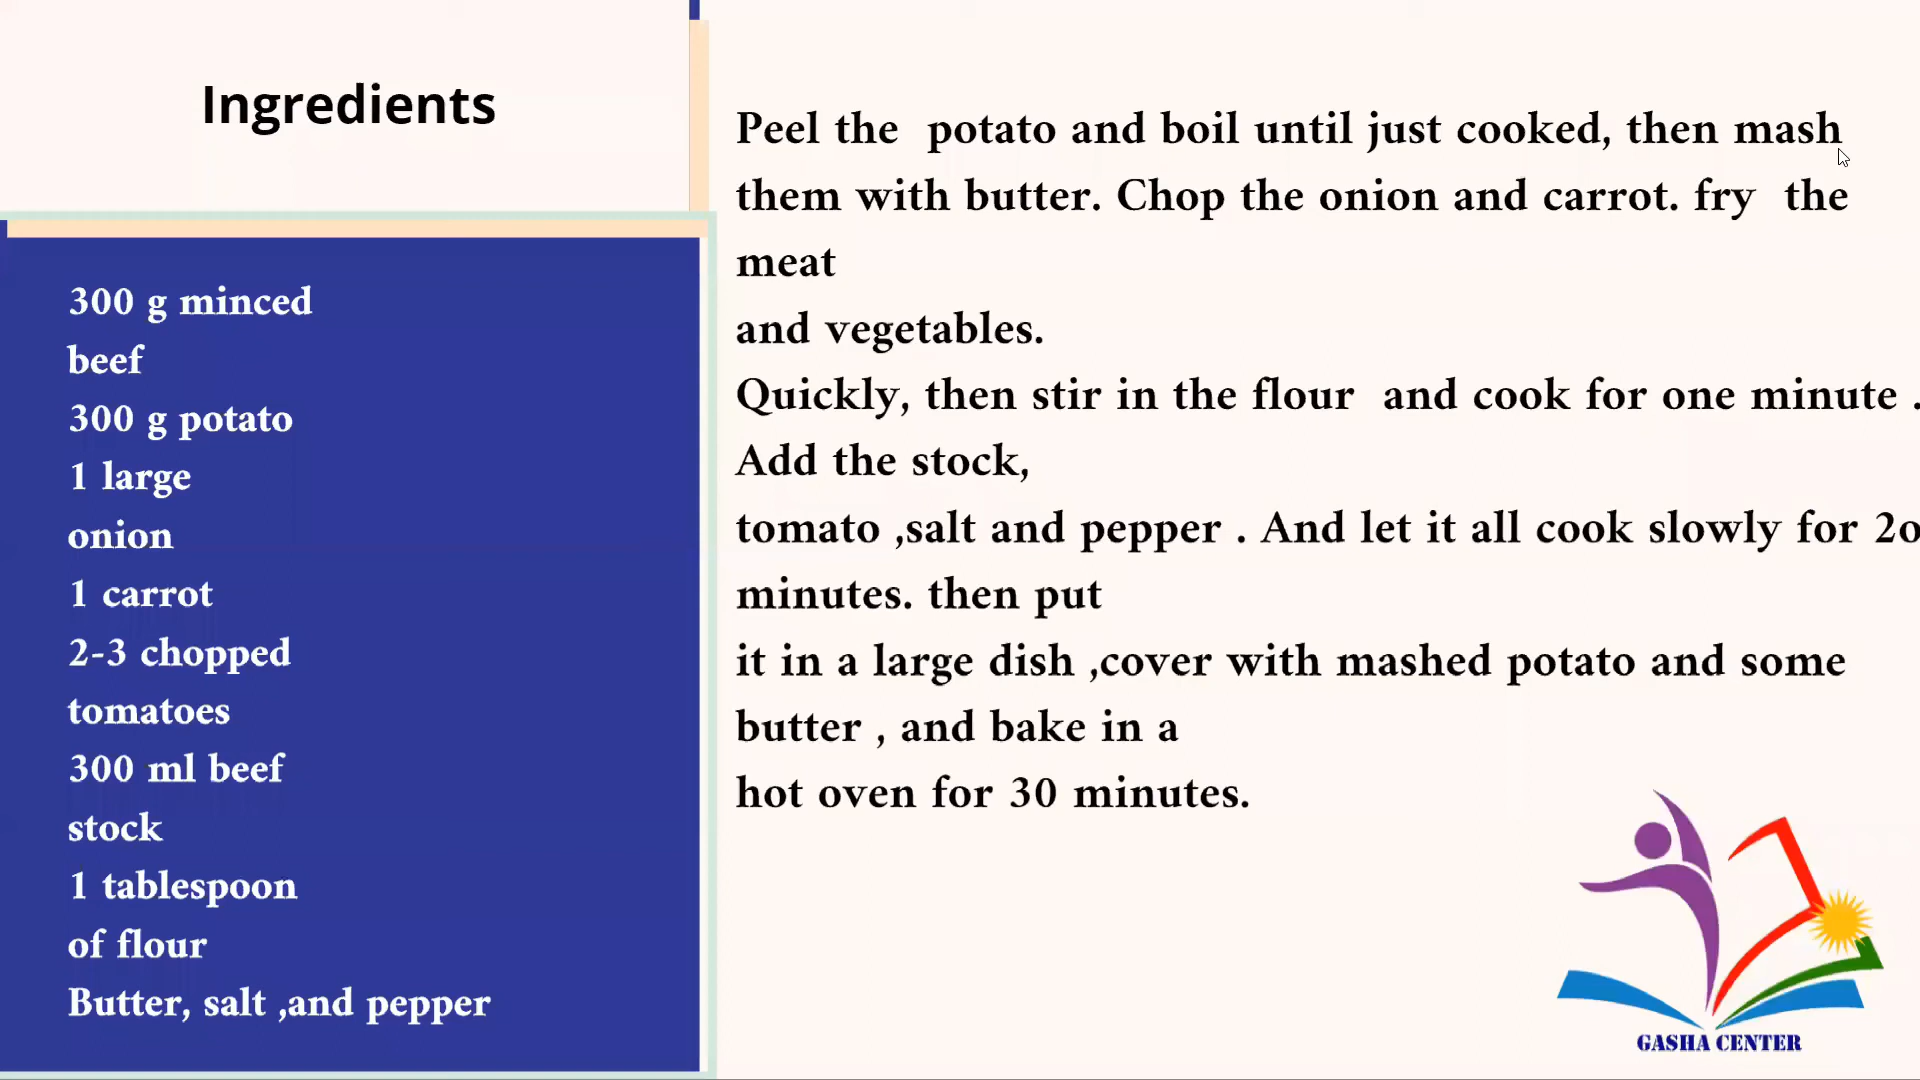 Ingredients
300 g minced
beef
300 g potato
1 large
onion
1 carrot
2-3 chopped
tomatoes
300 ml beef
stock
1 tablespoon
of flour
Butter, salt ,and pepper
Peel the  potato and boil until just cooked, then mash
them with butter. Chop the onion and carrot. fry  the
meat
and vegetables.
Quickly, then stir in the flour  and cook for one minute .
Add the stock,
tomato ,salt and pepper . And let it all cook slowly for 2o
minutes. then put
it in a large dish ,cover with mashed potato and some
butter , and bake in a
hot oven for 30 minutes.
GASHA CENTER